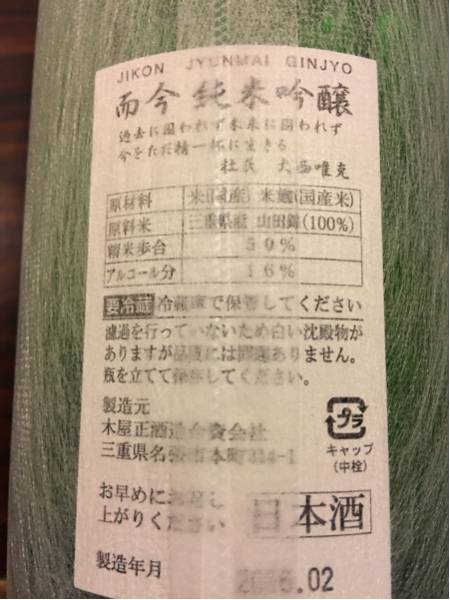 JIKON JYUNMAI GINJYO
而今 純米吟醸
過去に囚われず未来に囚われず
今をただ精一杯に生きる
杜氏 大西唯克
原材料 米(国産) 米麹(国産米)
原料米 三重県産 山田錦(100%)
精米歩合 50%
アルコール分 16%
要冷蔵 冷蔵庫で保管してください
濾過を行っていないため白い沈殿物が
ありますが品質には問題ありません。
瓶を立てて保存してください。
製造元
木屋正酒造合資会社
三重県名張市本町314-1
プラ
キャップ
(中栓)
お早めにお召し
上がりください
日本酒
製造年月
.02